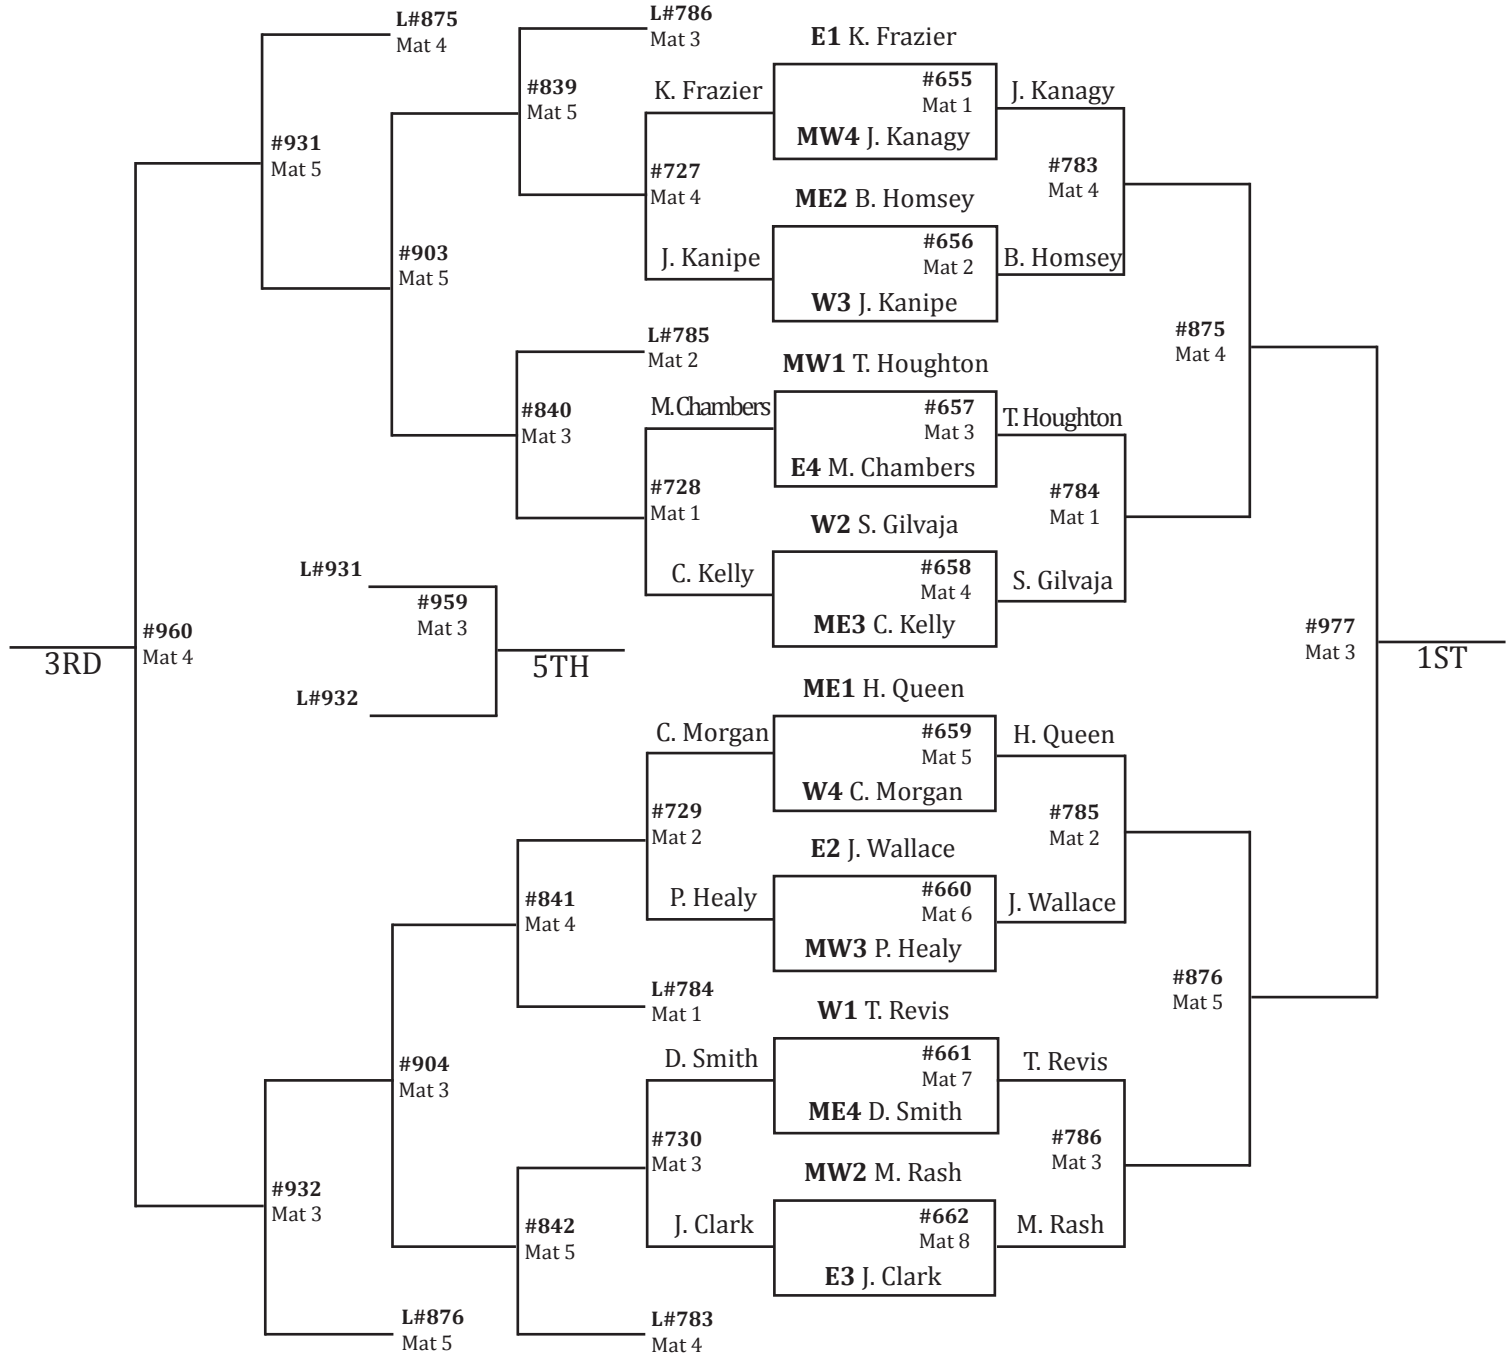 L#875
Mat 4
L#786
Mat 3
E1 K. Frazier
#839
Mat 5
K. Frazier
#655
Mat 1
J. Kanagy
#931
Mat 5
MW4 J. Kanagy
#727
Mat 4
#783
Mat 4
ME2 B. Homsey
#903
Mat 5
J. Kanipe
#656
Mat 2
B. Homsey
W3 J. Kanipe
L#785
Mat 2
#875
Mat 4
MW1 T. Houghton
#840
Mat 3
M. Chambers
#657
Mat 3
T. Houghton
E4 M. Chambers
#728
Mat 1
#784
Mat 1
W2 S. Gilvaja
L#931
C. Kelly
#658
Mat 4
S. Gilvaja
#959
Mat 3
ME3 C. Kelly
#960
Mat 4
#977
Mat 3
3RD
5TH
1ST
L#932
ME1 H. Queen
C. Morgan
#659
Mat 5
H. Queen
W4 C. Morgan
#729
Mat 2
#785
Mat 2
E2 J. Wallace
#841
Mat 4
P. Healy
#660
Mat 6
J. Wallace
MW3 P. Healy
L#784
Mat 1
#876
Mat 5
W1 T. Revis
#904
Mat 3
D. Smith
#661
Mat 7
T. Revis
ME4 D. Smith
#730
Mat 3
#786
Mat 3
MW2 M. Rash
#932
Mat 3
#842
Mat 5
J. Clark
#662
Mat 8
M. Rash
E3 J. Clark
L#876
Mat 5
L#783
Mat 4